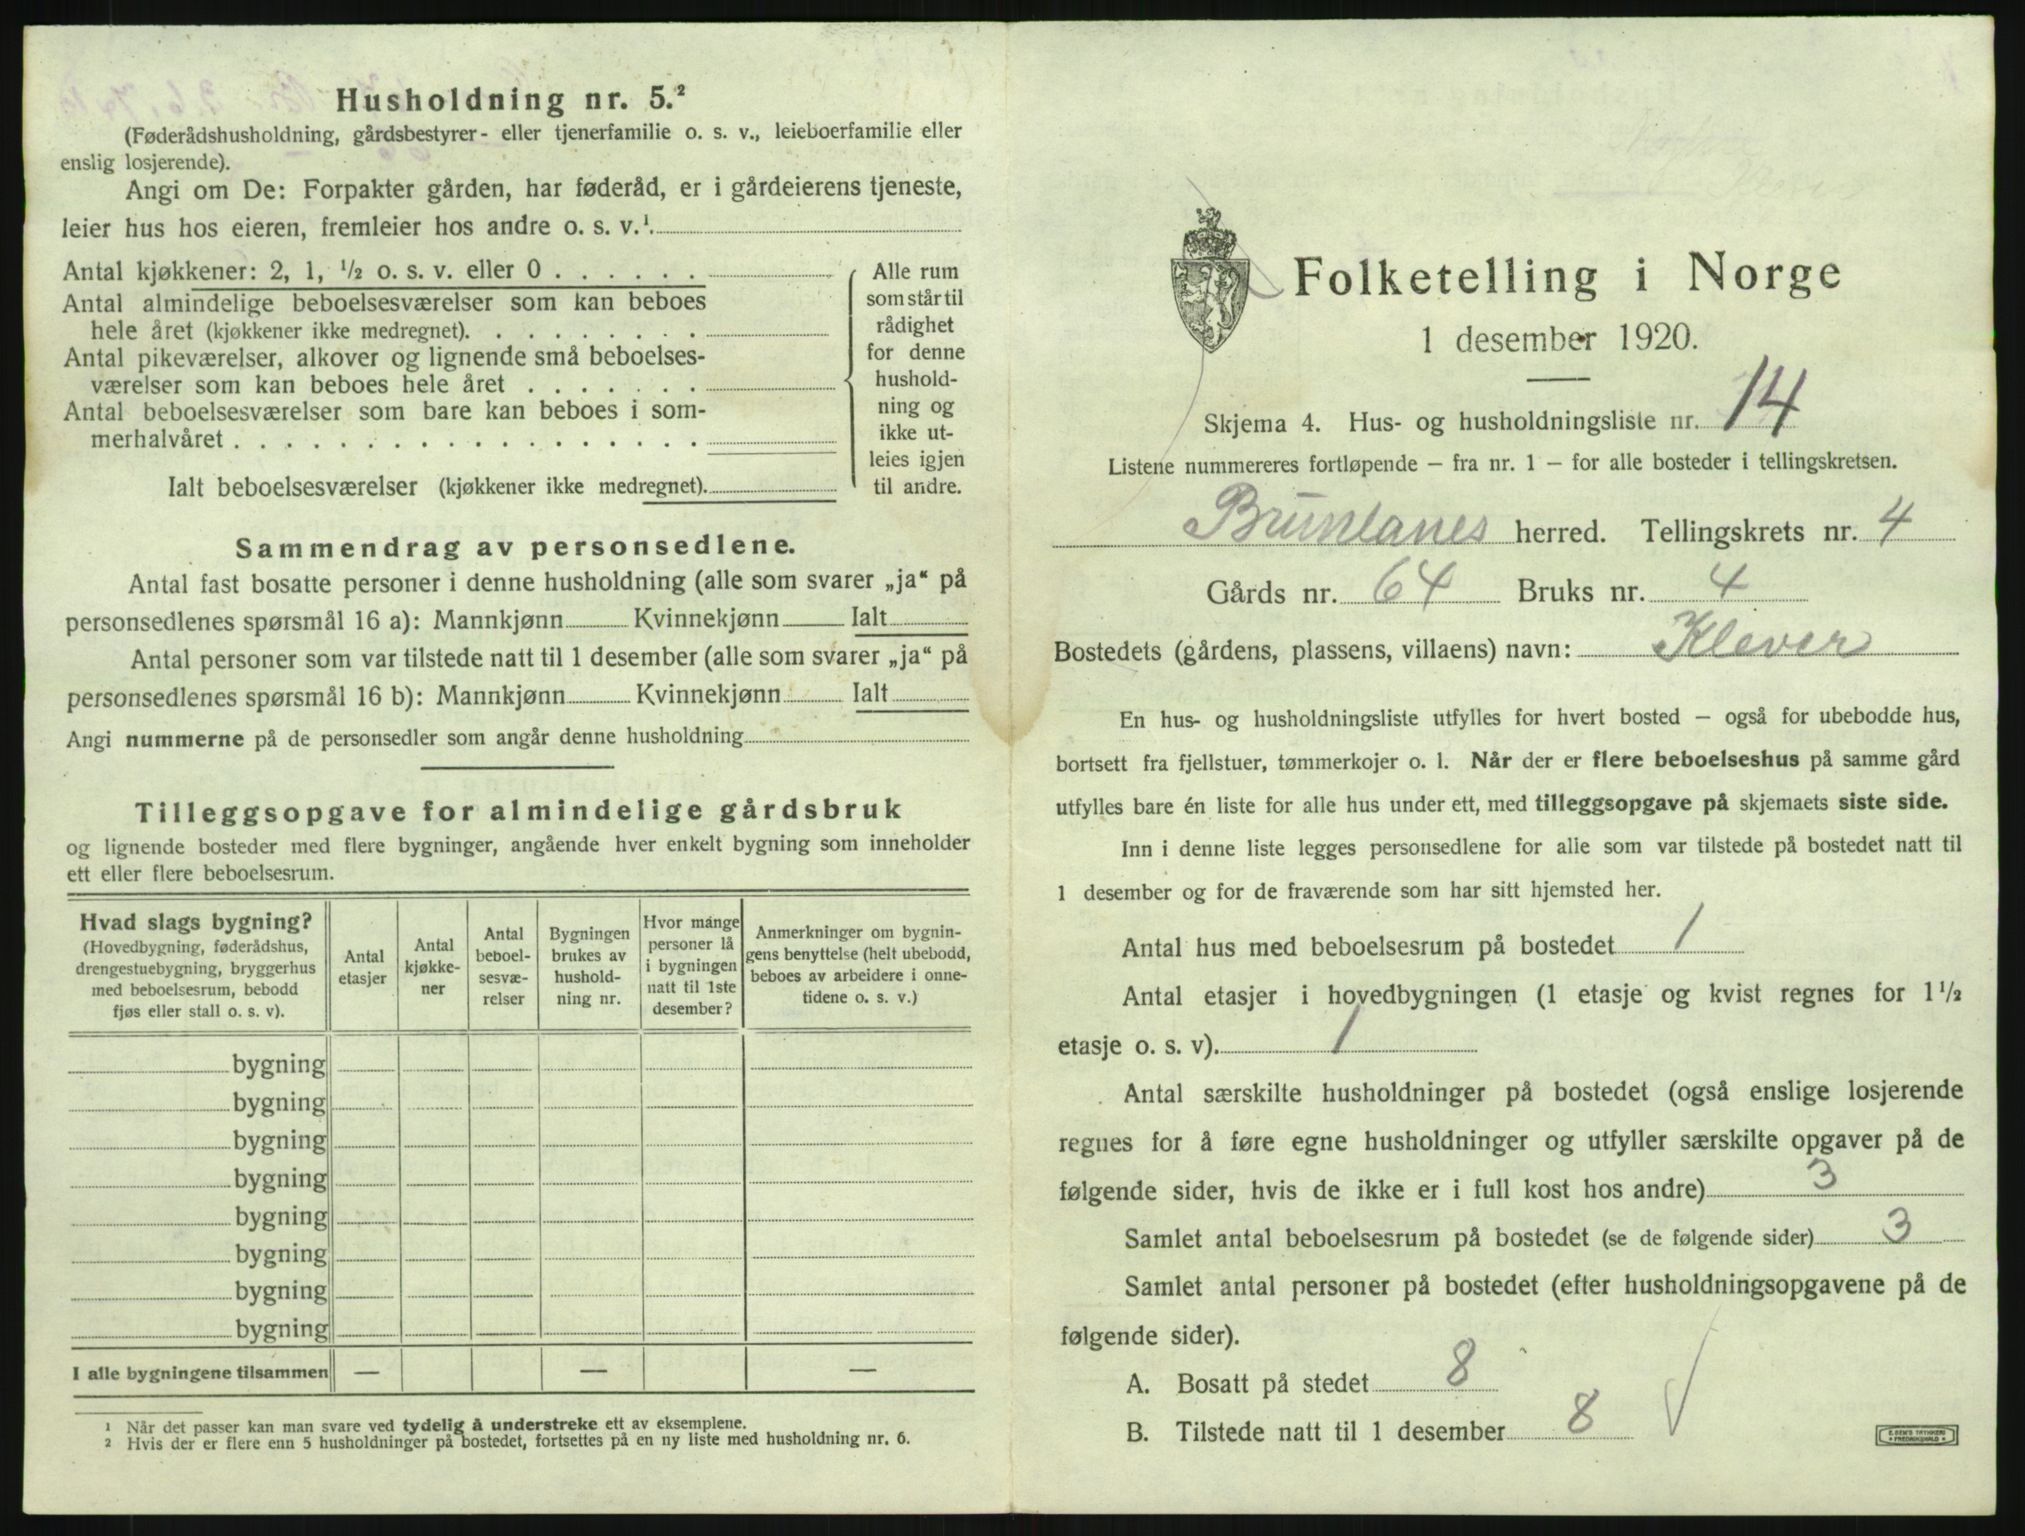 Husholdning nr. 5.²
(Føderådshusholdning, gårdsbestyrer- eller tjenerfamilie o. s. v., leieboerfamilie eller
enslig losjerende).
Angi om De: Forpakter gården, har føderåd, er i gårdeierens tjeneste,
leier hus hos eieren, fremleier hos andre o. s. v.¹.
Antal kjøkkener: 2, 1, ½ o. s. v. eller 0 . . . . . .
Antal almindelige beboelsesværelser som kan beboes
hele året (kjøkkener ikke medregnet). . . . . . . . .
Antal pikeværelser, alkover og lignende små beboelses-
værelser som kan beboes hele året . . . . . . .
Antal beboelsesværelser som bare kan beboes i som-
merhalvåret . . . . . . . . . . . . . . . . . .
Ialt beboelsesværelser (kjøkkener ikke medregnet).
Alle rum
som står til
rådighet
for denne
hushold-
ning og
ikke ut-
leies igjen
til andre.
Sammendrag av personsedlene.
Antal fast bosatte personer i denne husholdning (alle som svarer „ja“ på
personsedlenes spørsmål 16 a): Mannkjønn Kvinnekjønn Ialt
Antal personer som var tilstede natt til 1 desember (alle som svarer „ja“ på
personsedlenes spørsmål 16 b): Mannkjønn Kvinnekjønn Ialt
Angi nummerne på de personsedler som angår denne husholdning
Tilleggsopgave for almindelige gårdsbruk
og lignende bosteder med flere bygninger, angående hver enkelt bygning som inneholder
ett eller flere beboelsesrum.
Hvad slags bygning?
(Hovedbygning, føderådshus,
drengestuebygning, bryggerhus
med beboelsesrum, bebodd
fjøs eller stall o. s. v).
Antal
etasjer
Antal
kjøkke-
ner
Antal
beboel-
sesvæ-
relser
Bygningen
brukes av
hushold-
ning nr.
Hvor mange
personer lå
i bygningen
natt til 1ste
desember?
Anmerkninger om bygnin-
gens benyttelse (helt ubebodd,
beboes av arbeidere i onne-
tidene o. s. v.)
bygning
bygning
bygning
bygning
bygning
bygning
bygning
bygning
I alle bygningene tilsammen — — —
¹ Når det passer kan man svare ved tydelig å understreke ett av eksemplene.
² Hvis der er flere enn 5 husholdninger på bostedet, fortsettes på en ny liste med husholdning nr. 6.
Folketelling i Norge
1 desember 1920.
Skjema 4. Hus- og husholdningsliste nr. 14
Listene nummereres fortløpende – fra nr. 1 – for alle bosteder i tellingskretsen.
Brunlanes herred. Tellingskrets nr. 4
Gårds nr. 64 Bruks nr. 4
Bostedets (gårdens, plassens, villaens) navn: Klever
En hus- og husholdningsliste utfylles for hvert bosted – også for ubebodde hus,
bortsett fra fjellstuer, tømmerkojer o. l. Når der er flere beboelseshus på samme gård
utfylles bare én liste for alle hus under ett, med tilleggsopgave på skjemaets siste side.
Inn i denne liste legges personsedlene for alle som var tilstede på bostedet natt til
1 desember og for de fraværende som har sitt hjemsted her.
Antal hus med beboelsesrum på bostedet 1
Antal etasjer i hovedbygningen (1 etasje og kvist regnes for 1½
etasje o. s. v). 1
Antal særskilte husholdninger på bostedet (også enslige losjerende
regnes for å føre egne husholdninger og utfyller særskilte opgaver på de
følgende sider, hvis de ikke er i full kost hos andre) 3
Samlet antal beboelsesrum på bostedet (se de følgende sider) 3
Samlet antal personer på bostedet (efter husholdningsopgavene på de
følgende sider).
A. Bosatt på stedet 8
B. Tilstede natt til 1 desember 8